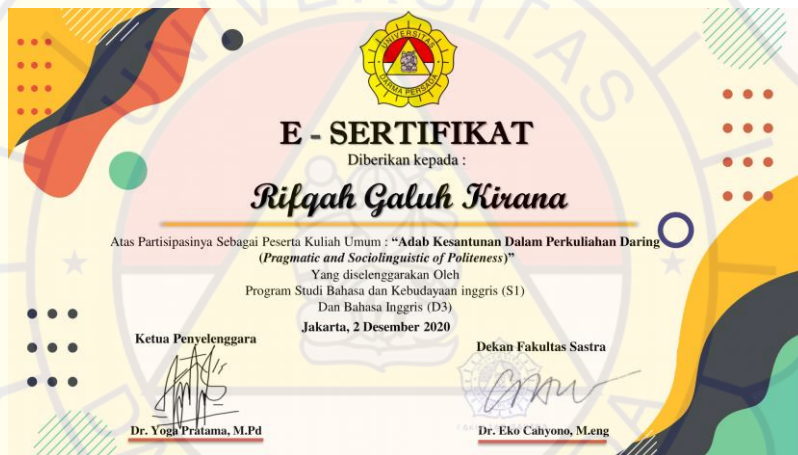 UNIVERSITAS
DARMA PERSADA
E - SERTIFIKAT
Diberikan kepada :
Rifqah Galuh Kirana
Atas Partisipasinya Sebagai Peserta Kuliah Umum : “Adab Kesantunan Dalam Perkuliahan Daring
(Pragmatic and Sociolinguistic of Politeness)”
Yang diselenggarakan Oleh
Program Studi Bahasa dan Kebudayaan inggris (S1)
Dan Bahasa Inggris (D3)
Jakarta, 2 Desember 2020
Ketua Penyelenggara
Dr. Yoga Pratama, M.Pd
Dekan Fakultas Sastra
Dr. Eko Cahyono, M.eng